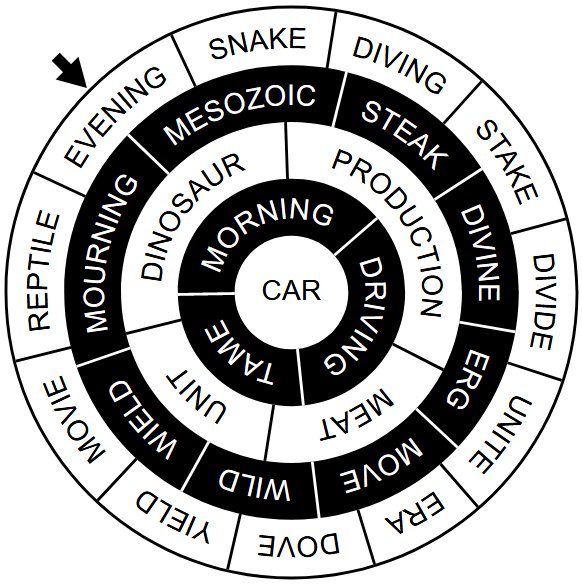 EVENING
SNAKE
DIVING
STAKE
DIVIDE
UNITE
ERA
DOVE
YIELD
MOVIE
REPTILE
MOURNING
MESOZOIC
STEAK
DIVINE
ERG
MOVE
WILD
WIELD
DINOSAUR
PRODUCTION
MEAT
UNIT
MORNING
DRIVING
TAME
CAR